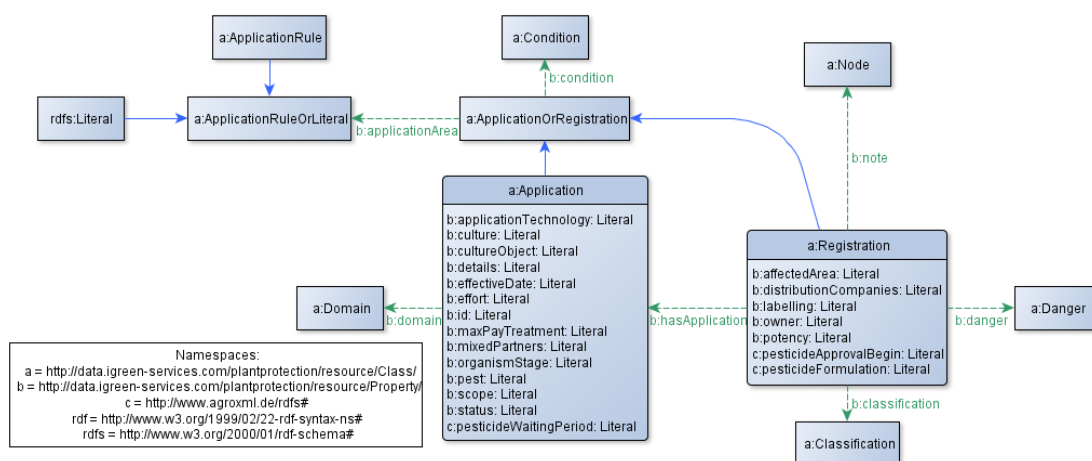 a:ApplicationRule
a:Condition
a:Node
b:condition
rdfs:Literal
a:ApplicationRuleOrLiteral
a:ApplicationOrRegistration
b:applicationArea
b:note
a:Application
b:applicationTechnology: Literal
b:culture: Literal
b:cultureObject: Literal
b:details: Literal
b:effectiveDate: Literal
b:effort: Literal
b:id: Literal
b:maxPayTreatment: Literal
b:mixedPartners: Literal
b:organismStage: Literal
b:pest: Literal
b:scope: Literal
b:status: Literal
c:pesticideWaitingPeriod: Literal
a:Registration
b:affectedArea: Literal
b:distributionCompanies: Literal
b:labelling: Literal
b:owner: Literal
b:potency: Literal
c:pesticideApprovalBegin: Literal
c:pesticideFormulation: Literal
a:Domain
b:domain
b:hasApplication
b:danger
a:Danger
b:classification
a:Classification
Namespaces:
a = http://data.igreen-services.com/plantprotection/resource/Class/
b = http://data.igreen-services.com/plantprotection/resource/Property/
c = http://www.agroxml.de/rdfs#
rdf = http://www.w3.org/1999/02/22-rdf-syntax-ns#
rdfs = http://www.w3.org/2000/01/rdf-schema#